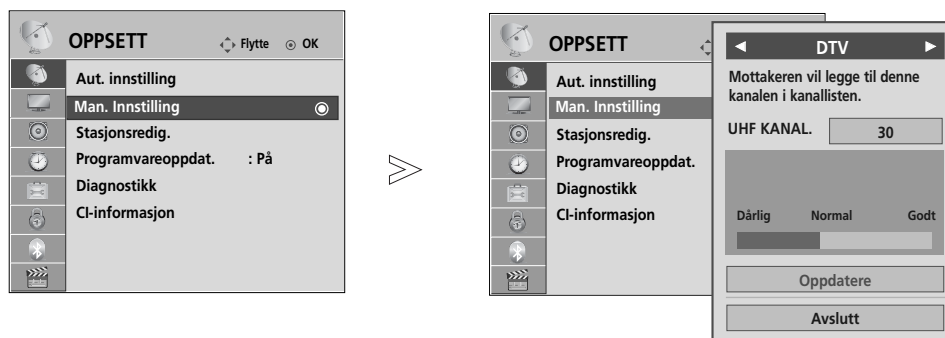 OPPSETT Flytte OK
Aut. innstilling
Man. Innstilling
Stasjonsredig.
Programvareoppdat. : På
Diagnostikk
CI-informasjon
OPPSETT
Aut. innstilling
Man. Innstilling
Stasjonsredig.
Programvareoppdat.
Diagnostikk
CI-informasjon
◄ DTV ►
Mottakeren vil legge til denne
kanalen i kanallisten.
UHF KANAL. 30
Dårlig Normal Godt
Oppdatere
Avslutt